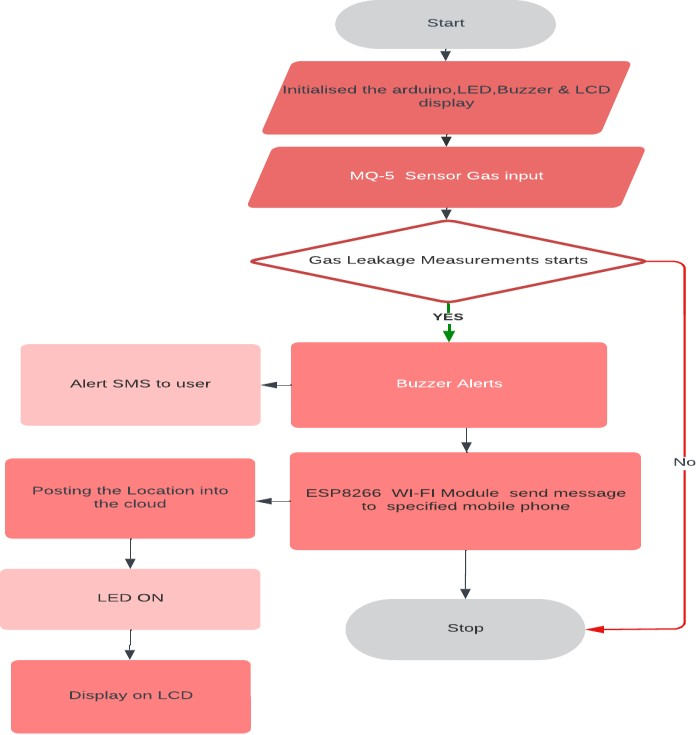 Start
Initialised the arduino,LED,Buzzer & LCD
display
MQ-5 Sensor Gas input
Gas Leakage Measurements starts
YES
Alert SMS to user
Buzzer Alerts
No
Posting the Location into
the cloud
ESP8266 WI-FI Module send message
to specified mobile phone
LED ON
Stop
Display on LCD